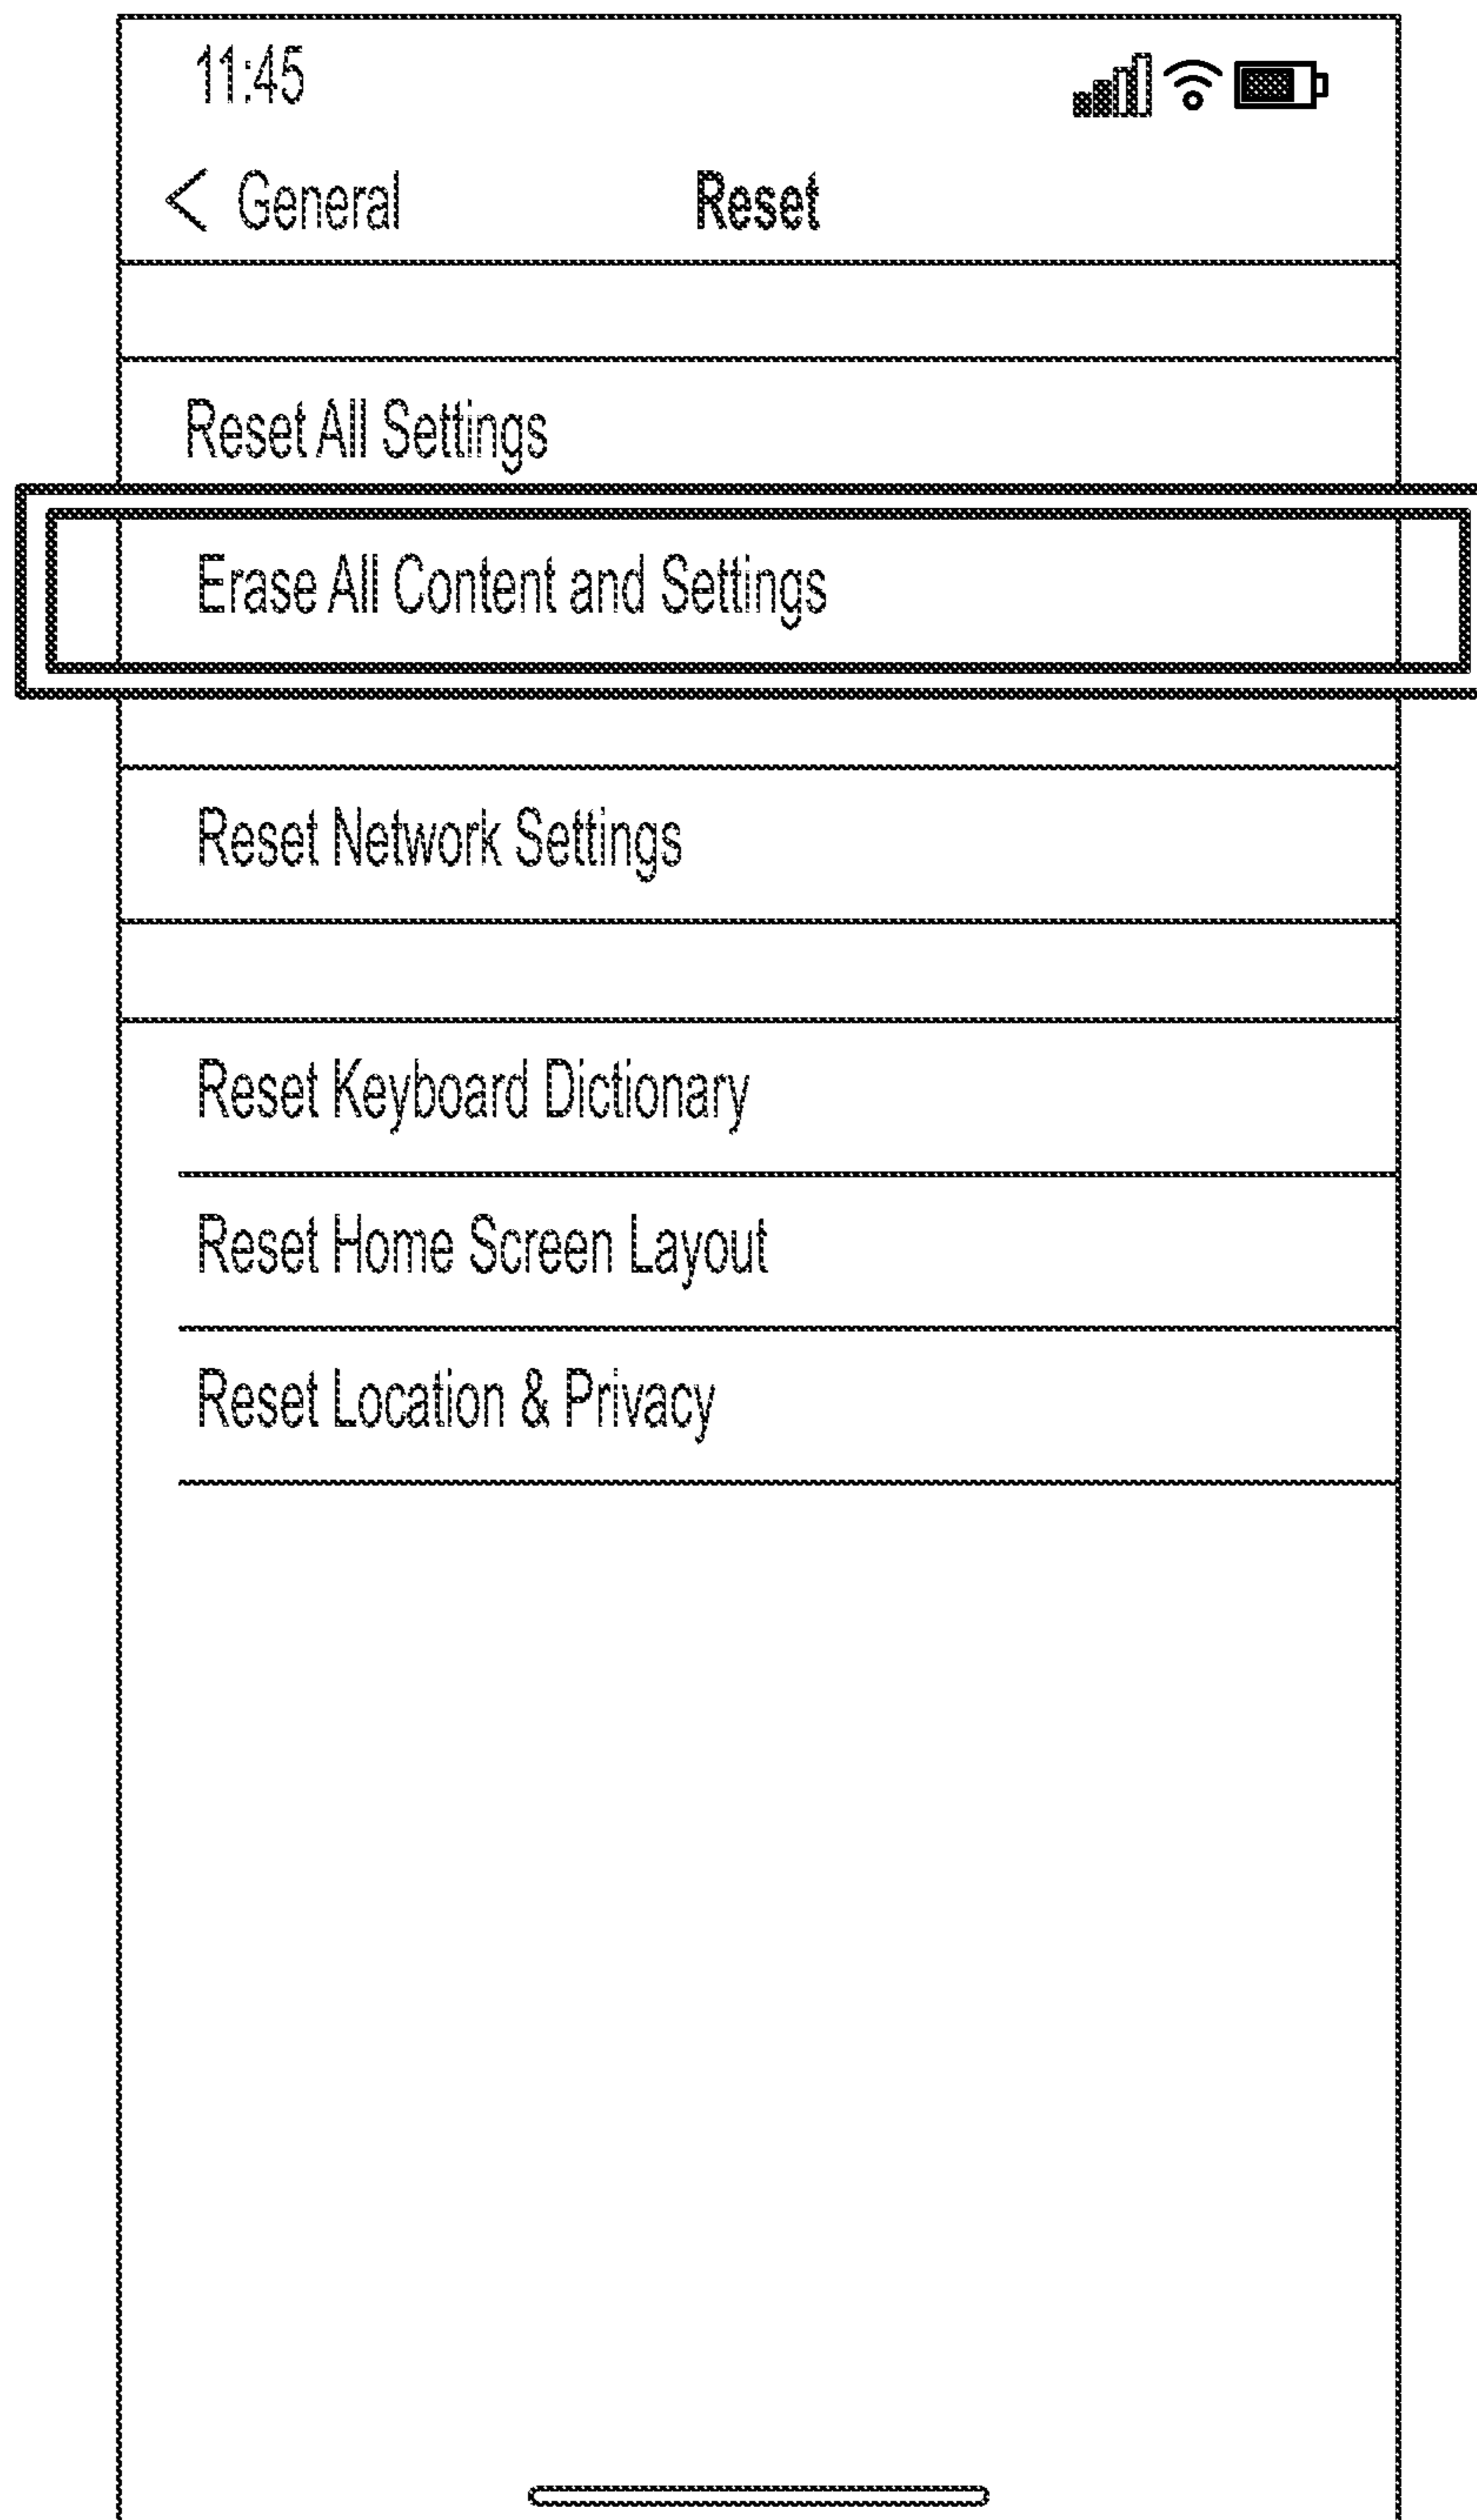 11:45
< General
Reset
Reset All Settings
Erase All Content and Settings
Reset Network Settings
Reset Keyboard Dictionary
Reset Home Screen Layout
Reset Location & Privacy